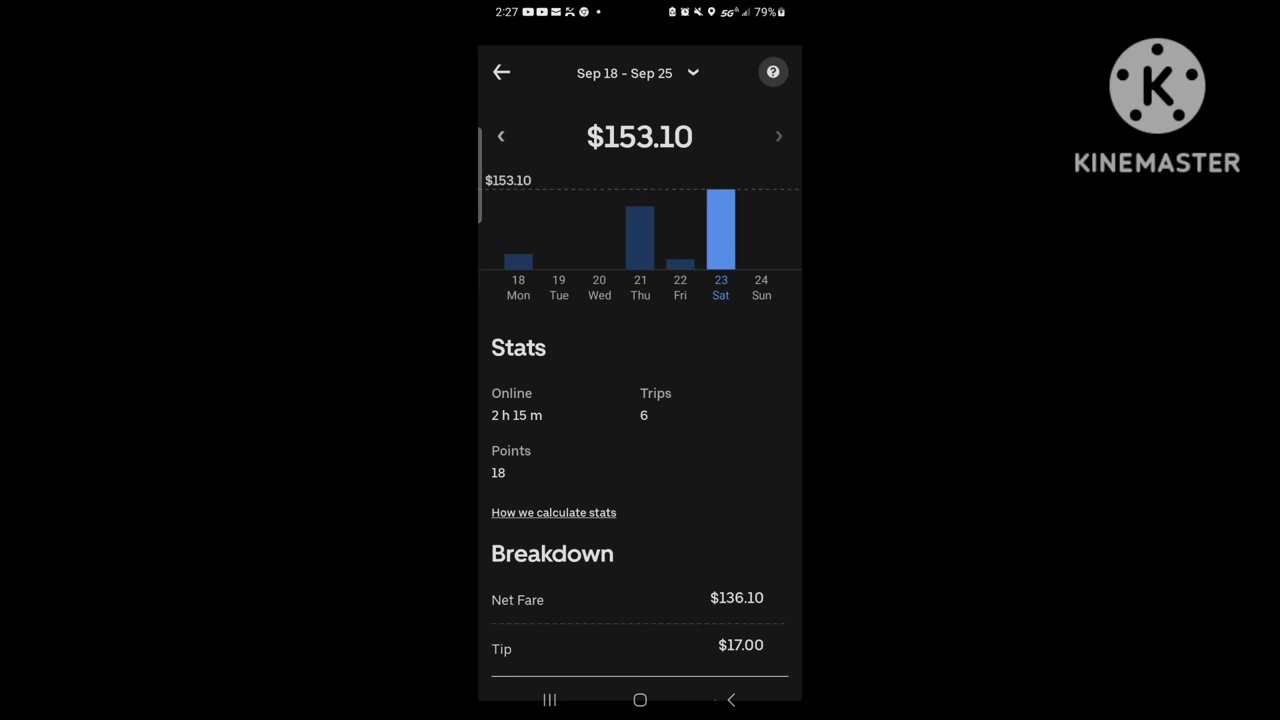 2:27 5G 79%
Sep 18 - Sep 25
$153.10
$153.10
18 19 20 21 22 23 24
Mon Tue Wed Thu Fri Sat Sun
Stats
Online Trips
2 h 15 m 6
Points
18
How we calculate stats
Breakdown
Net Fare $136.10
Tip $17.00
K
KINEMASTER